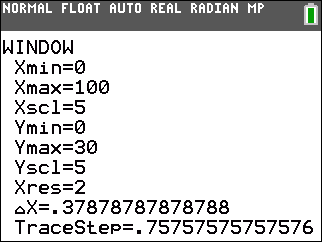 NORMAL FLOAT AUTO REAL RADIAN MP
WINDOW
Xmin=0
Xmax=100
Xscl=5
Ymin=0
Ymax=30
Yscl=5
Xres=2
△X=.37878787878788
TraceStep=.75757575757576